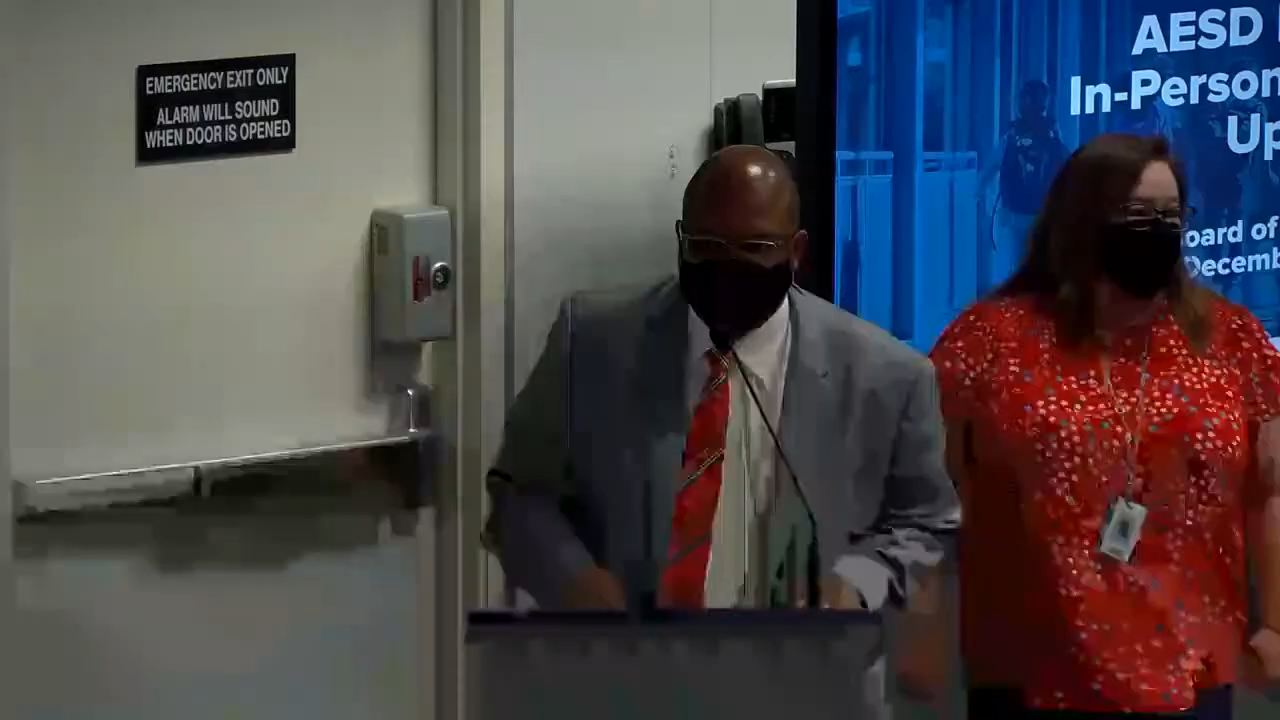 EMERGENCY EXIT ONLY
ALARM WILL SOUND
WHEN DOOR IS OPENED
AESD
In-Person
Up
oard of
Decemb